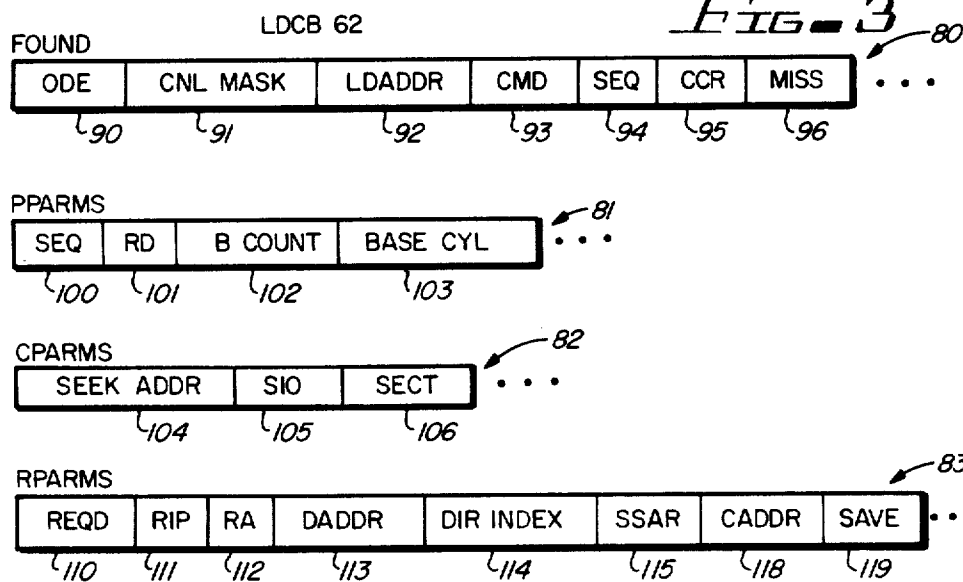 LDCB 62 FIG_3
FOUND 80
ODE CNL MASK LDADDR CMD SEQ CCR MISS ...
90 91 92 93 94 95 96
PPARMS 81
SEQ RD B COUNT BASE CYL ...
100 101 102 103
CPARMS 82
SEEK ADDR SIO SECT ...
104 105 106
RPARMS 83
REQD RIP RA DADDR DIR INDEX SSAR CADDR SAVE ..
110 111 112 113 114 115 118 119